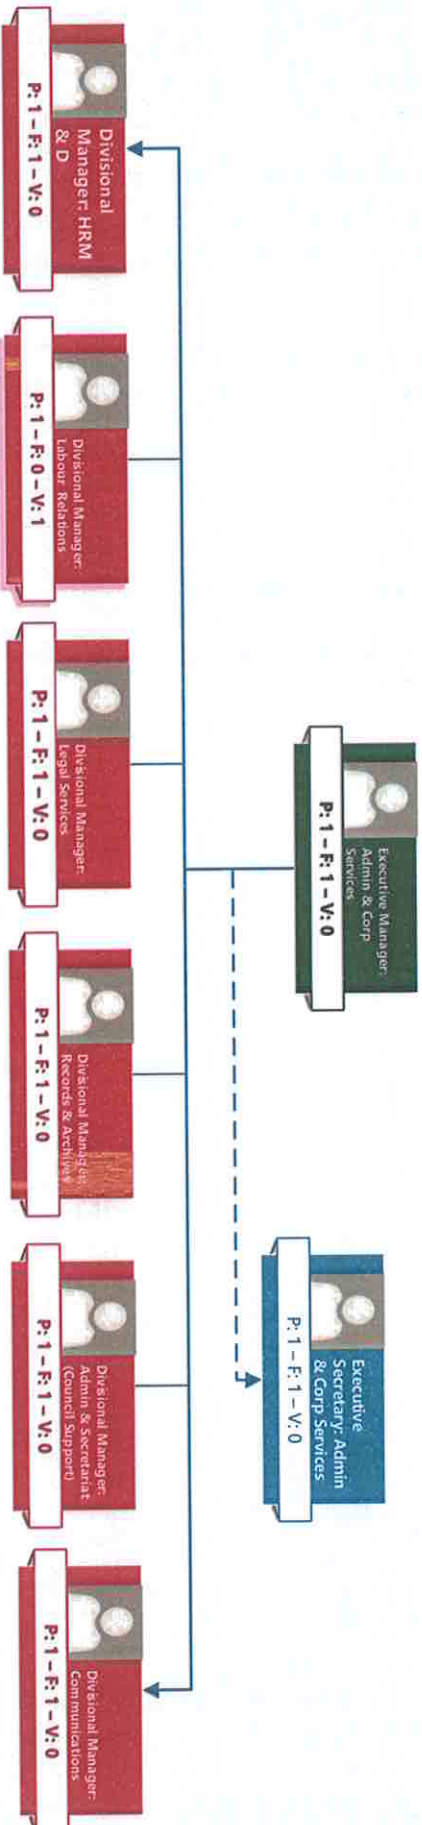 Executive Manager:
Admin & Corp
Services
P: 1 – F: 1 – V: 0
Executive
Secretary: Admin
& Corp Services
P: 1 – F: 1 – V: 0
Divisional
Manager: HRM
& D
P: 1 – F: 1 – V: 0
Divisional Manager:
Labour Relations
P: 1 – F: 0 – V: 1
Divisional Manager:
Legal Services
P: 1 – F: 1 – V: 0
Divisional Manager:
Records & Archives
P: 1 – F: 1 – V: 0
Divisional Manager:
Admin & Secretariat
(Council Support)
P: 1 – F: 1 – V: 0
Divisional Manager:
Communications
P: 1 – F: 1 – V: 0